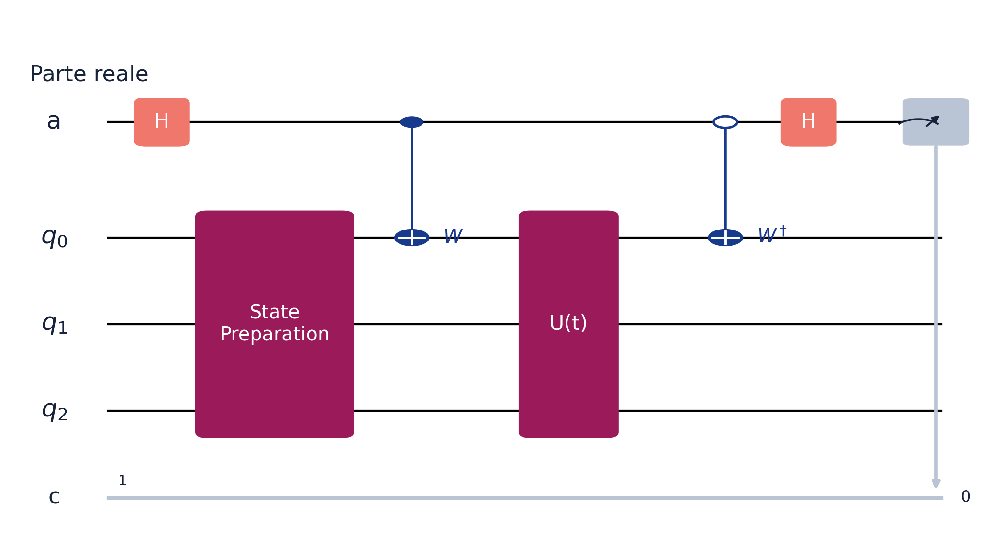 Parte reale
a
H
H
q₀
W
W†
State
Preparation
U(t)
q₁
q₂
1
c
0